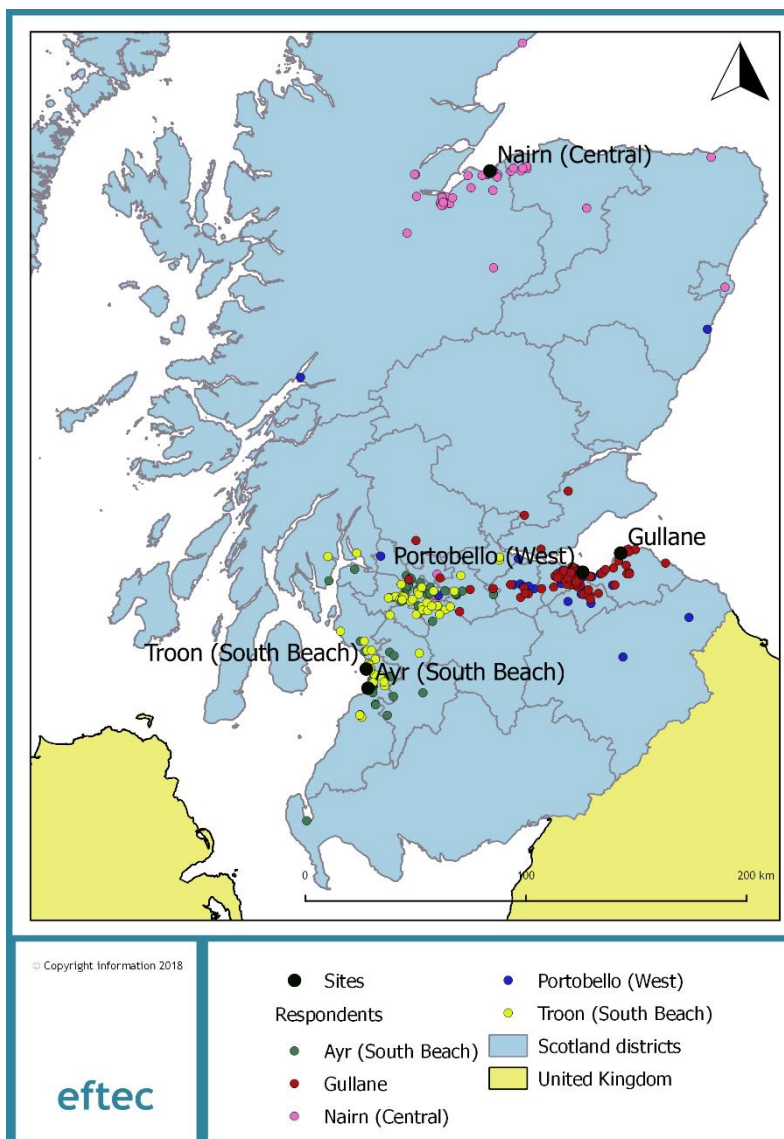 Nairn (Central)
Gullane
Portobello (West)
Troon (South Beach)
Ayr (South Beach)
0
100
200 km
© Copyright information 2018
eftec
Sites
Respondents
Ayr (South Beach)
Gullane
Nairn (Central)
Portobello (West)
Troon (South Beach)
Scotland districts
United Kingdom